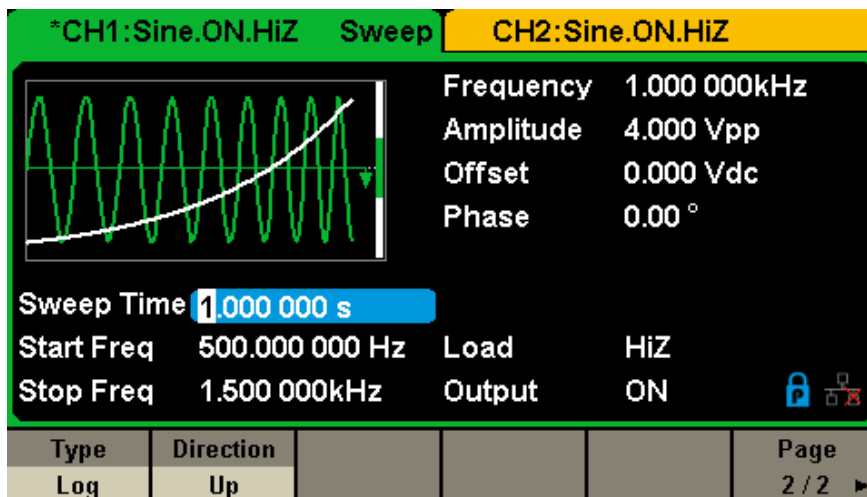 *CH1:Sine.ON.HiZ Sweep CH2:Sine.ON.HiZ
Frequency 1.000 000kHz
Amplitude 4.000 Vpp
Offset 0.000 Vdc
Phase 0.00 °
Sweep Time 1.000 000 s
Start Freq 500.000 000 Hz Load HiZ
Stop Freq 1.500 000kHz Output ON
Type Direction Page
Log Up 2 / 2